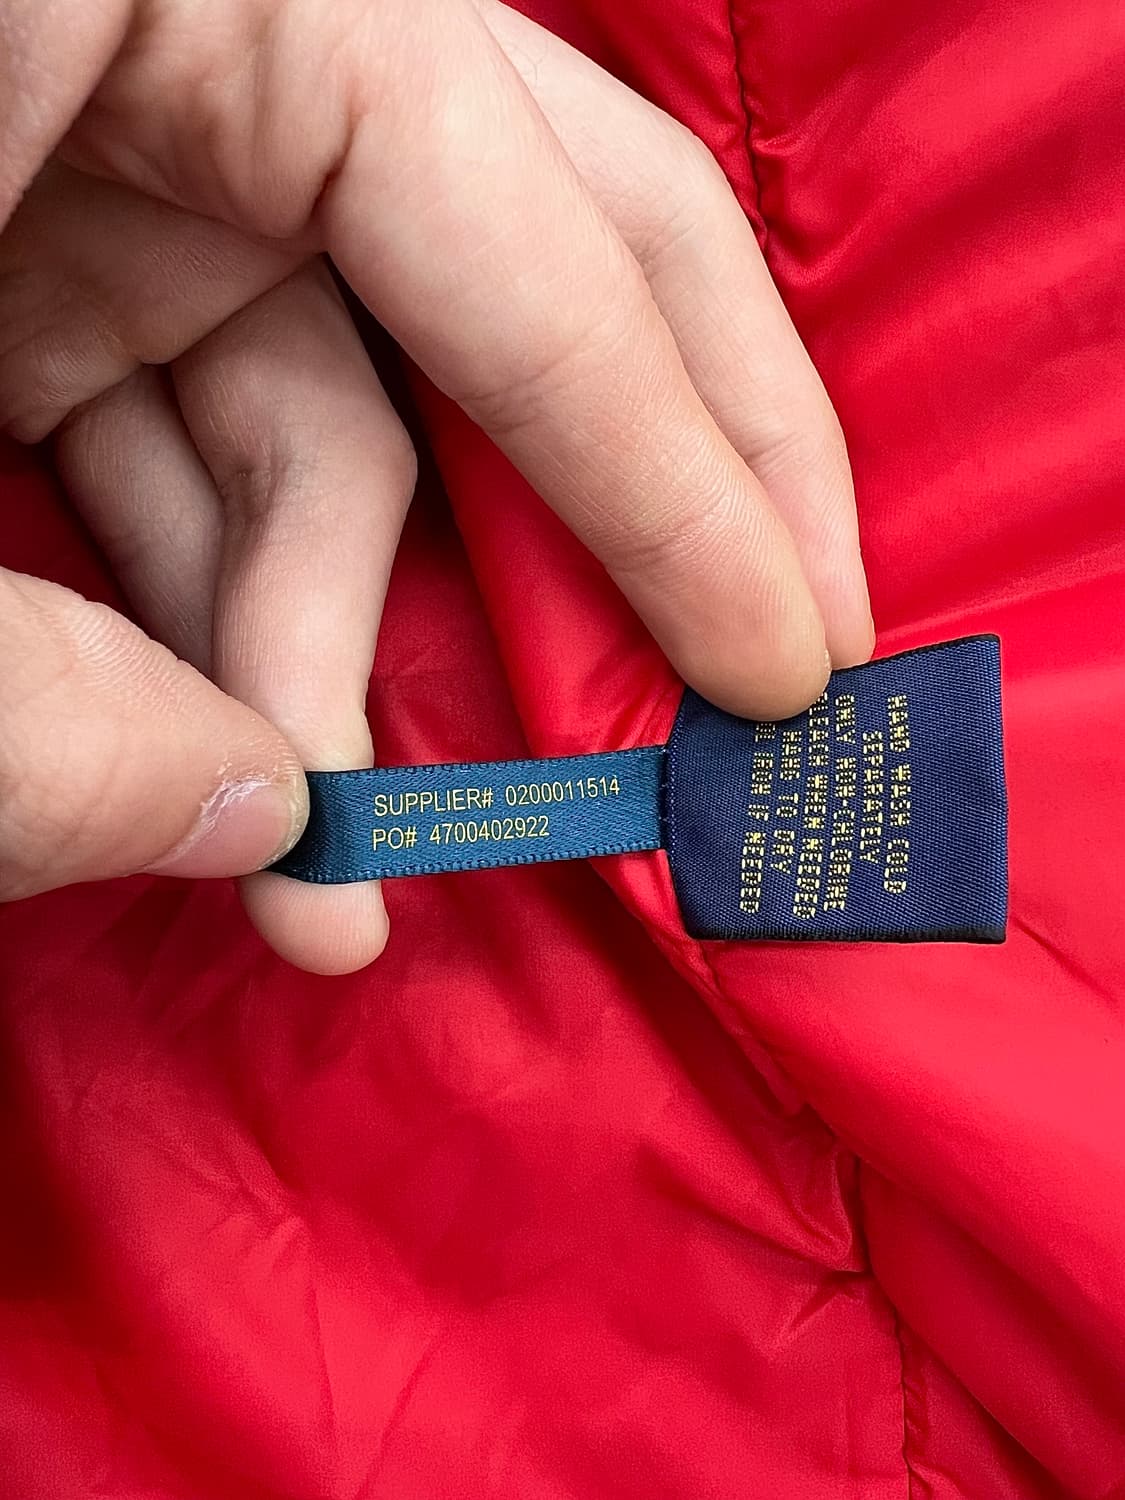 SUPPLIER# 0200011514
PO# 4700402922
HAND WASH COLD
SEPARATELY
ONLY NON-CHLORINE
BLEACH WHEN NEEDED
HANG TO DRY
IRON IF NEEDED